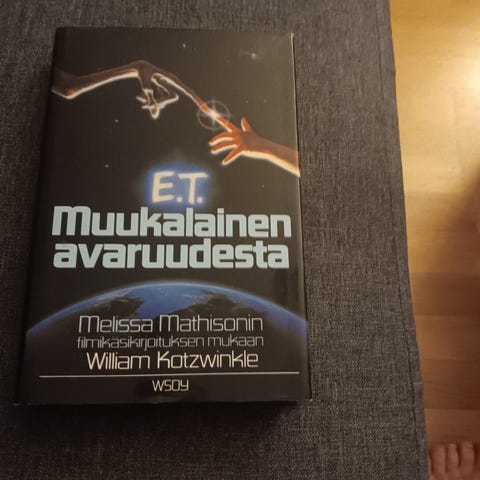 E.T.
Muukalainen
avaruudesta
Melissa Mathisonin
filmikäsikirjoituksen mukaan
William Kotzwinkle
WSOY